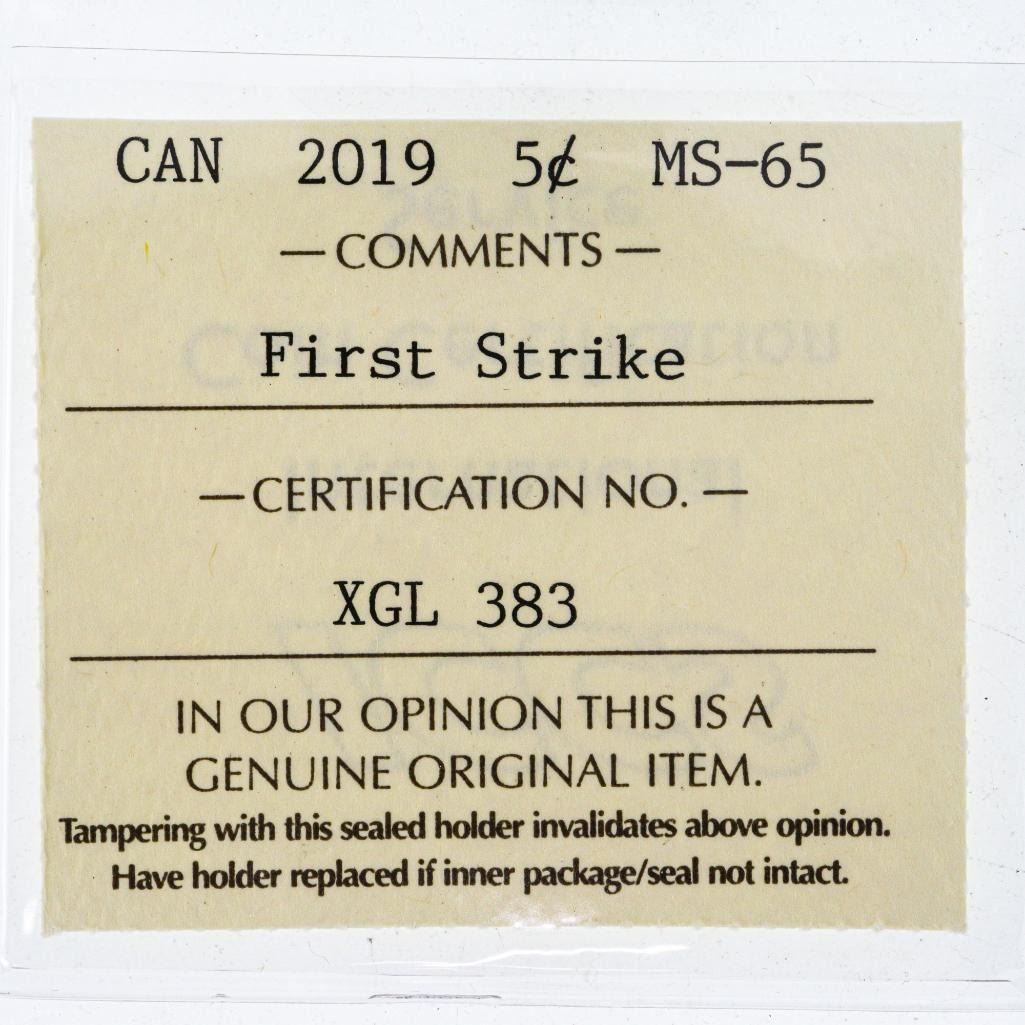 CAN 2019 5¢ MS-65
— COMMENTS —
First Strike
— CERTIFICATION NO. —
XGL 383
IN OUR OPINION THIS IS A
GENUINE ORIGINAL ITEM.
Tampering with this sealed holder invalidates above opinion.
Have holder replaced if inner package/seal not intact.